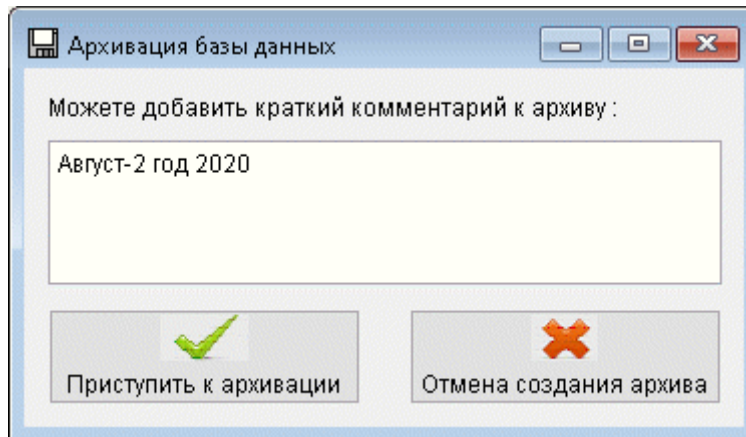 Архивация базы данных
Можете добавить краткий комментарий к архиву :
Август-2 год 2020
Приступить к архивации
Отмена создания архива